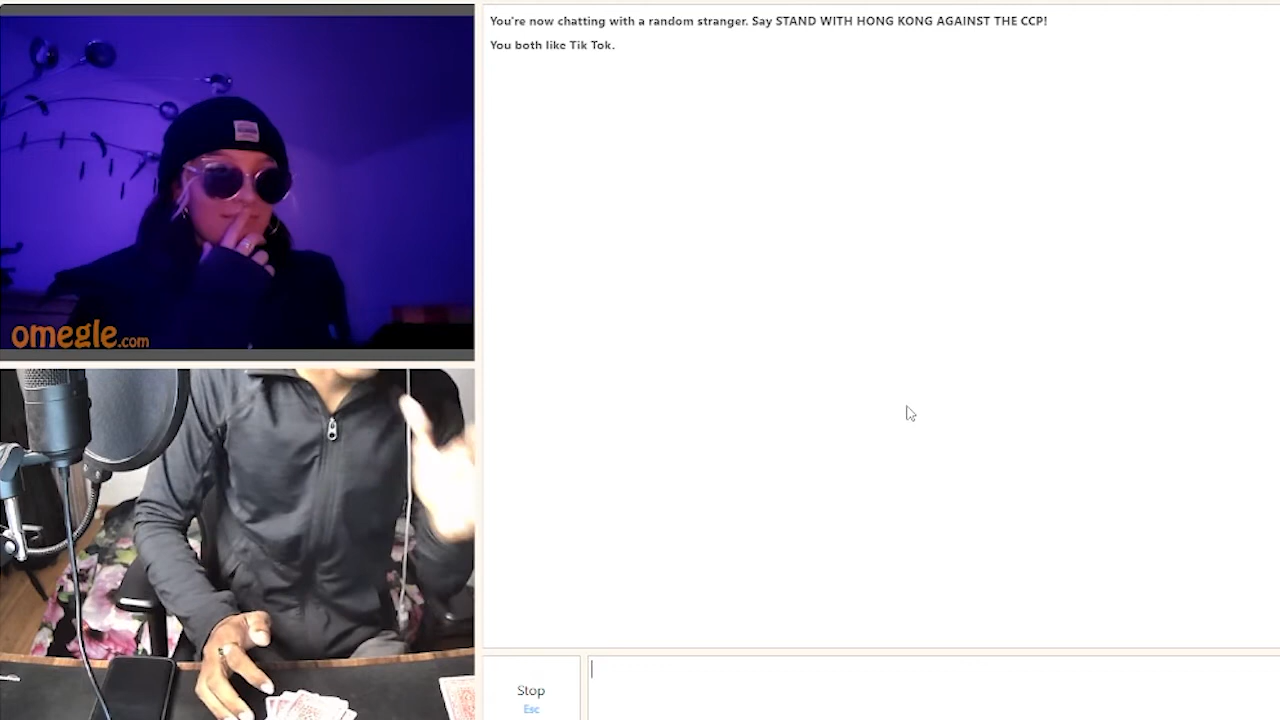 You're now chatting with a random stranger. Say STAND WITH HONG KONG AGAINST THE CCP!
You both like Tik Tok.
omegle.com
Stop
Esc